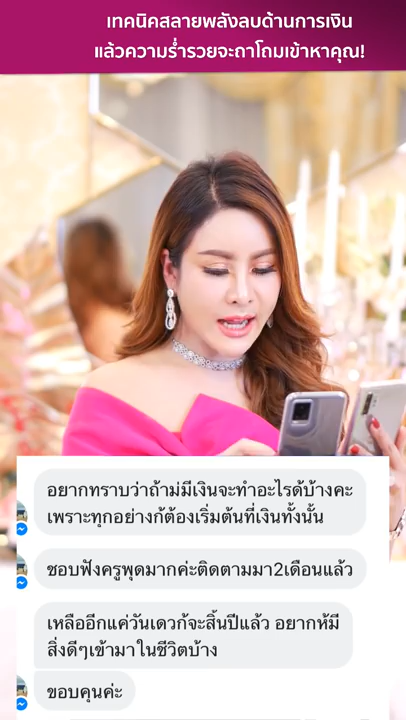 เทคนิคสลายพลังลบด้านการเงิน
แล้วความร่ำรวยจะถาโถมเข้าหาคุณ!
อยากทราบว่าถ้าม่มีเงินจะทำอะไรด้บ้างคะ
เพราะทุกอย่างก้ต้องเริ่มต้นที่เงินทั้งนั้น
ชอบฟังครูพุดมากค่ะติดตามมา2เดือนแล้ว
เหลืออีกแค่วันเดวก้จะสิ้นปีแล้ว อยากห้มี
สิ่งดีๆเข้ามาในชีวิตบ้าง
ขอบคุนค่ะ